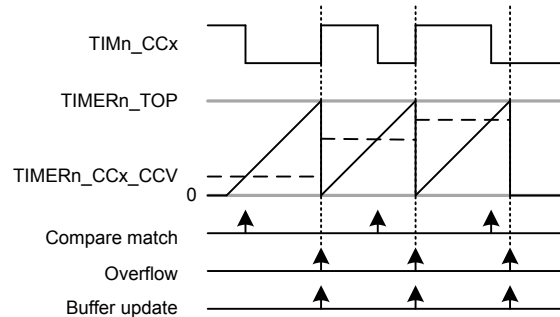 TIMn_CCx
TIMERn_TOP
TIMERn_CCx_CCV
0
Compare match
Overflow
Buffer update